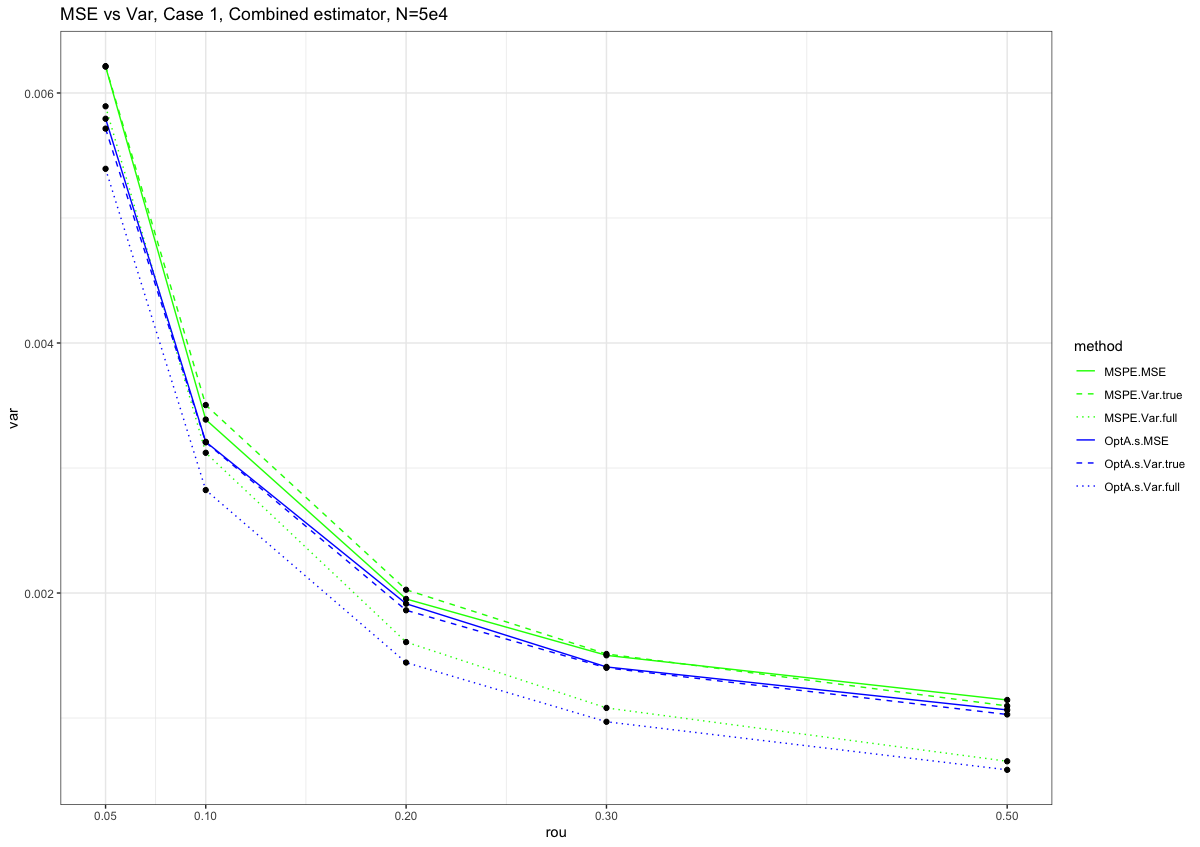 MSE vs Var, Case 1, Combined estimator, N=5e4
0.006
0.004
0.002
var
0.05
0.10
0.20
0.30
0.50
rou
method
MSPE.MSE
MSPE.Var.true
MSPE.Var.full
OptA.s.MSE
OptA.s.Var.true
OptA.s.Var.full